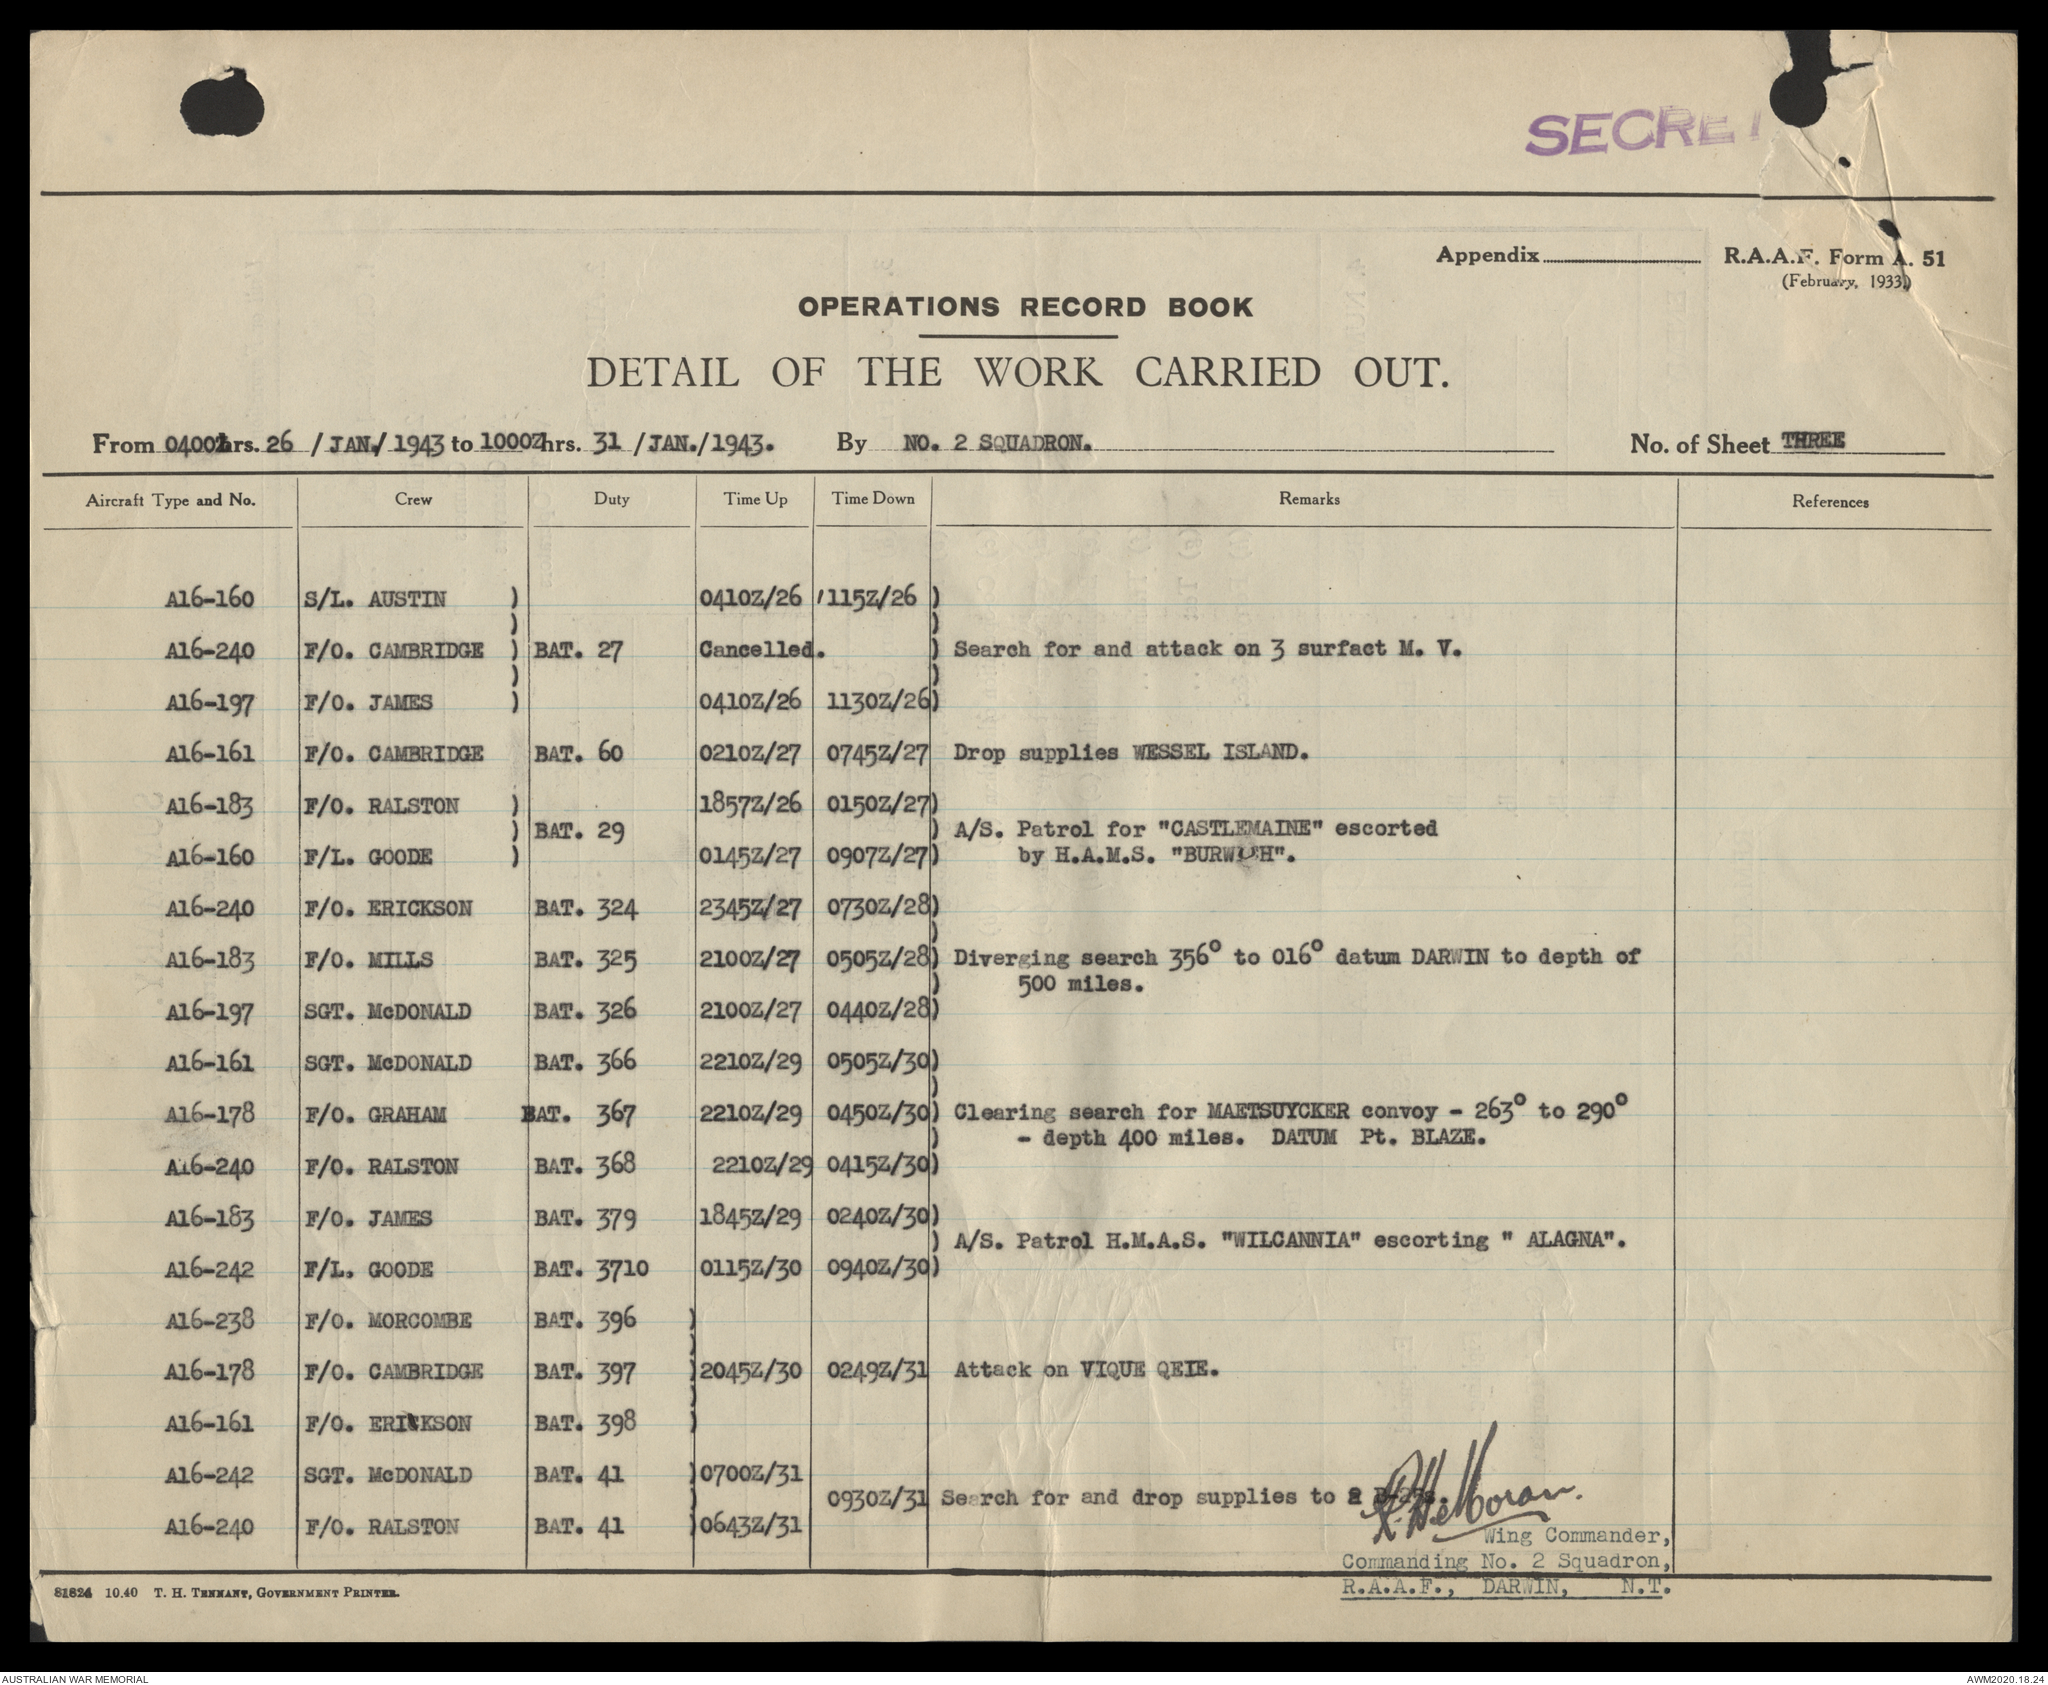 SECRET
Appendix R.A.A.F. Form A. 51
(February, 1933.)
OPERATIONS RECORD BOOK
DETAIL OF THE WORK CARRIED OUT.
From 0400Z hrs. 26 / JAN./ 1943 to 1000Z hrs. 31 / JAN./1943. By NO. 2 SQUADRON. No. of Sheet THREE
Aircraft Type and No. Crew Duty Time Up Time Down Remarks References
A16-160 S/L. AUSTIN ) 0410Z/26 1115Z/26 )
A16-240 F/O. CAMBRIDGE ) BAT. 27 Cancelled. ) Search for and attack on 3 surfact M. V.
A16-197 F/O. JAMES ) 0410Z/26 1130Z/26)
A16-161 F/O. CAMBRIDGE BAT. 60 0210Z/27 0745Z/27 Drop supplies WESSEL ISLAND.
A16-183 F/O. RALSTON ) 1857Z/26 0150Z/27)
) BAT. 29 ) A/S. Patrol for "CASTLEMAINE" escorted
A16-160 F/L. GOODE ) 0145Z/27 0907Z/27) by H.A.M.S.
A16-240 F/O. ERICKSON BAT. 324 2345Z/27 0730Z/28)
A16-183 F/O. MILLS BAT. 325 2100Z/27 0505Z/28) Diverging search 356° to 016° datum DARWIN to depth of
) 500 miles.
A16-197 SGT. McDONALD BAT. 326 2100Z/27 0440Z/28)
A16-161 SGT. McDONALD BAT. 366 2210Z/29 0505Z/30)
A16-178 F/O. GRAHAM BAT. 367 2210Z/29 0450Z/30) Clearing search for MAETSUYCKER convoy - 263° to 290°
) - depth 400 miles. DATUM Pt. BLAZE.
A16-240 F/O. RALSTON BAT. 368 2210Z/29 0415Z/30)
A16-183 F/O. JAMES BAT. 379 1845Z/29 0240Z/30)
) A/S. Patrol H.M.A.S. "WILCANNIA" escorting " ALAGNA".
A16-242 F/L. GOODE BAT. 3710 0115Z/30 0940Z/30)
A16-238 F/O. MORCOMBE BAT. 396 )
A16-178 F/O. CAMBRIDGE BAT. 397 )2045Z/30 0249Z/31 Attack on VIQUE QEIE.
A16-161 F/O. ERICKSON BAT. 398 )
A16-242 SGT. McDONALD BAT. 41 )0700Z/31
0930Z/31 Search for and drop supplies to
A16-240 F/O. RALSTON BAT. 41 )0643Z/31
Wing Commander,
Commanding No. 2 Squadron,
R.A.A.F., DARWIN, N.T.
81824 10.40 T. H. TENNANT, GOVERNMENT PRINTER.
AUSTRALIAN WAR MEMORIAL AWM2020.18.24